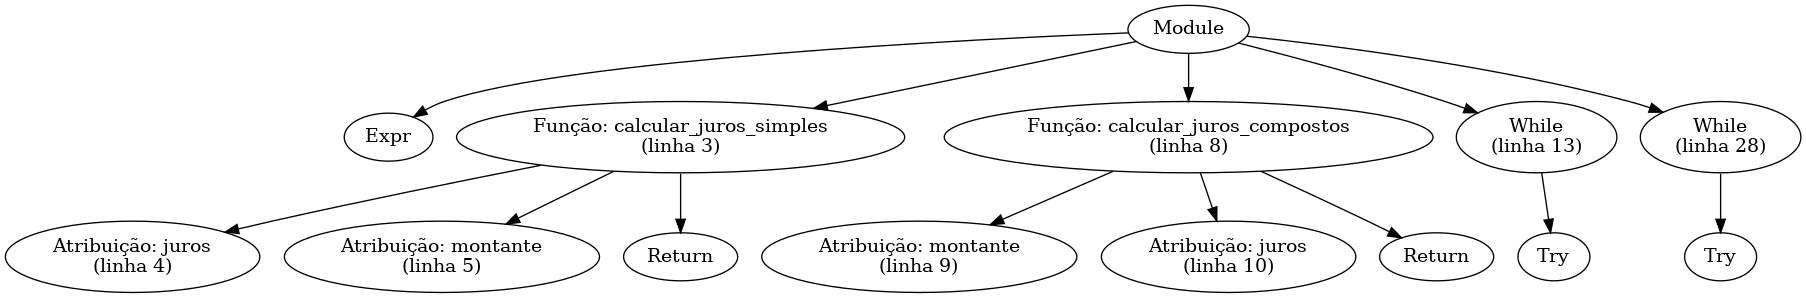 Module
Expr
Função: calcular_juros_simples
(linha 3)
Função: calcular_juros_compostos
(linha 8)
While
(linha 13)
While
(linha 28)
Atribuição: juros
(linha 4)
Atribuição: montante
(linha 5)
Return
Atribuição: montante
(linha 9)
Atribuição: juros
(linha 10)
Return
Try
Try